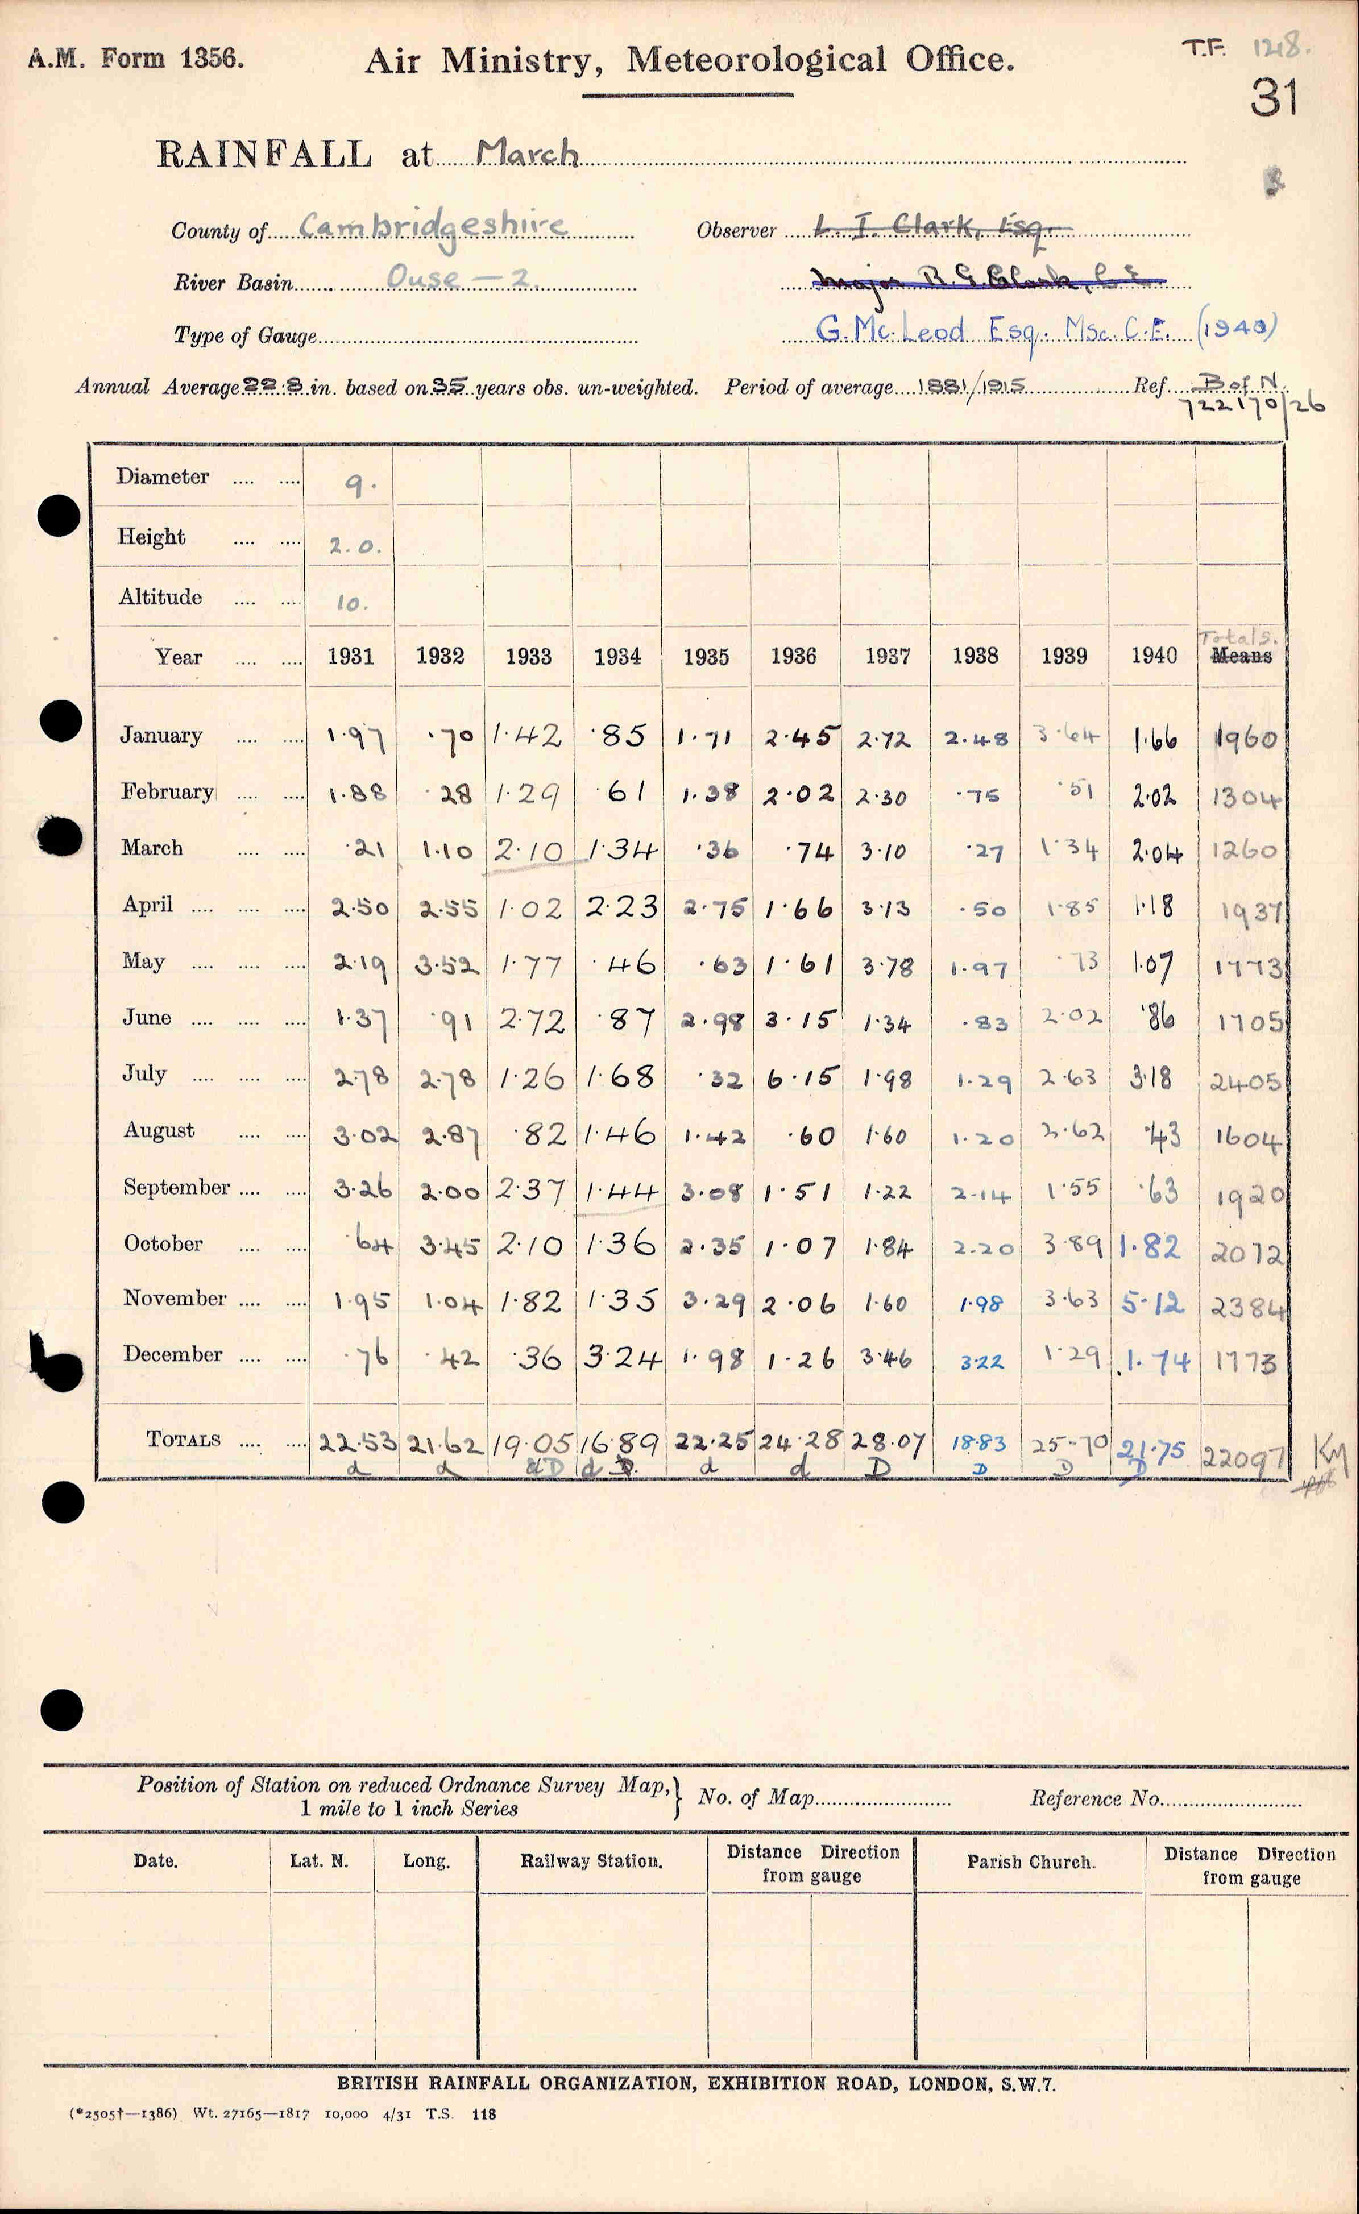 A.M. Form 1356.
Air Ministry, Meteorological Office.
T.F. 1218.
31
RAINFALL at March
County of Cambridgeshire
Observer L. I. Clark, Esq.
River Basin Ouse — 2.
Major R. G. Clark, C E
Type of Gauge
G. Mc. Leod Esq. Msc. C.E. (1940)
Annual Average 22.8 in. based on 35 years obs. un-weighted. Period of average 1881/1915 Ref. B of N.
722170/26
Diameter 9.
Height 2.0.
Altitude 10.
Totals.
Year 1931 1932 1933 1934 1935 1936 1937 1938 1939 1940 Means
January 1.97 .70 1.42 .85 1.71 2.45 2.72 2.48 3.64 1.66 1960
February 1.88 .28 1.29 .61 1.38 2.02 2.30 .75 .51 2.02 1304
March .21 1.10 2.10 1.34 .36 .74 3.10 .27 1.34 2.04 1260
April 2.50 2.55 1.02 2.23 2.75 1.66 3.13 .50 1.85 1.18 1937
May 2.19 3.52 1.77 .46 .63 1.61 3.78 1.97 .73 1.07 1773
June 1.37 .91 2.72 .87 2.98 3.15 1.34 .83 2.02 .86 1705
July 2.78 2.78 1.26 1.68 .32 6.15 1.98 1.29 2.63 3.18 2405
August 3.02 2.87 .82 1.46 1.42 .60 1.60 1.20 2.62 .43 1604
September 3.26 2.00 2.37 1.44 3.08 1.51 1.22 2.14 1.55 .63 1920
October .64 3.45 2.10 1.36 2.35 1.07 1.84 2.20 3.89 1.82 2072
November 1.95 1.04 1.82 1.35 3.29 2.06 1.60 1.98 3.63 5.12 2384
December .76 .42 .36 3.24 1.98 1.26 3.46 3.22 1.29 1.74 1773
TOTALS 22.53 21.62 19.05 16.89 22.25 24.28 28.07 18.83 25.70 21.75 22097 KM
d d D d D. d d D D D D
Position of Station on reduced Ordnance Survey Map,
1 mile to 1 inch Series
No. of Map
Reference No.
Date. Lat. N. Long. Railway Station. Distance Direction from gauge Parish Church. Distance Direction from gauge
BRITISH RAINFALL ORGANIZATION, EXHIBITION ROAD, LONDON, S.W.7.
(*2505†—1386) Wt. 27165—1817 10,000 4/31 T.S. 118